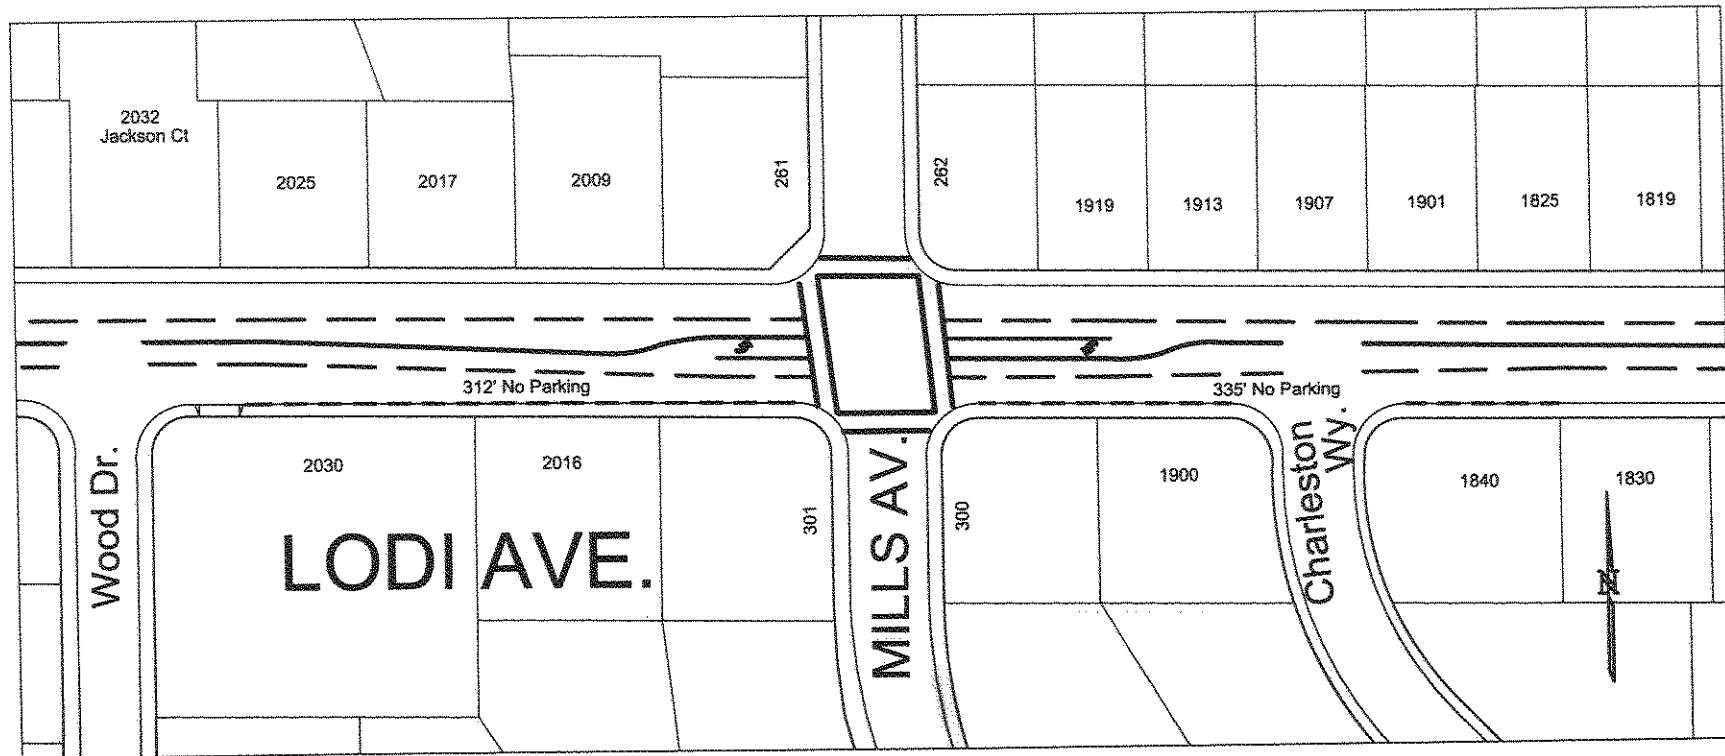 2032
Jackson Ct
2025
2017
2009
261
262
1919
1913
1907
1901
1825
1819
312' No Parking
335' No Parking
2030
2016
301
300
1900
1840
1830
Wood Dr.
LODI AVE.
MILLS AV.
Charleston
Wy.
N